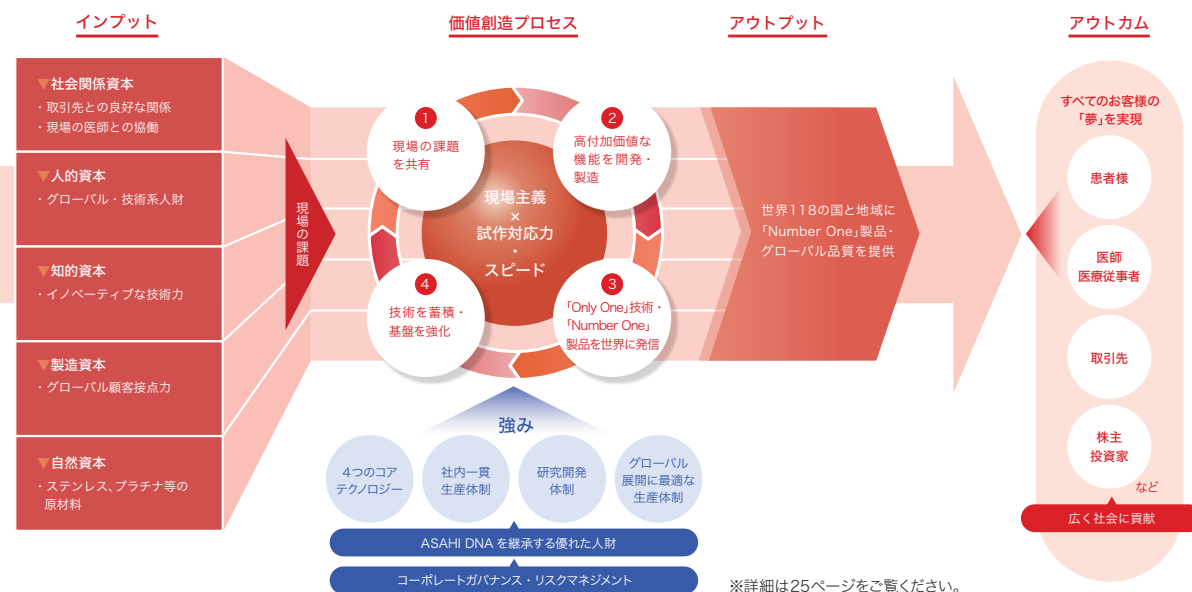 インプット
価値創造プロセス
アウトプット
アウトカム
▼社会関係資本
・取引先との良好な関係
・現場の医師との協働
▼人的資本
・グローバル・技術系人財
▼知的資本
・イノベーティブな技術力
▼製造資本
・グローバル顧客接点力
▼自然資本
・ステンレス、プラチナ等の
原材料
現場の課題
1
現場の課題
を共有
2
高付加価値な
機能を開発・
製造
現場主義
×
試作対応力
・
スピード
4
技術を蓄積・
基盤を強化
3
「Only One」技術・
「Number One」
製品を世界に発信
世界118の国と地域に
「Number One」製品・
グローバル品質を提供
すべてのお客様の
「夢」を実現
患者様
医師
医療従事者
取引先
株主
投資家
など
広く社会に貢献
強み
4つのコア
テクノロジー
社内一貫
生産体制
研究開発
体制
グローバル
展開に最適な
生産体制
ASAHI DNA を継承する優れた人財
コーポレートガバナンス・リスクマネジメント
※詳細は25ページをご覧ください。